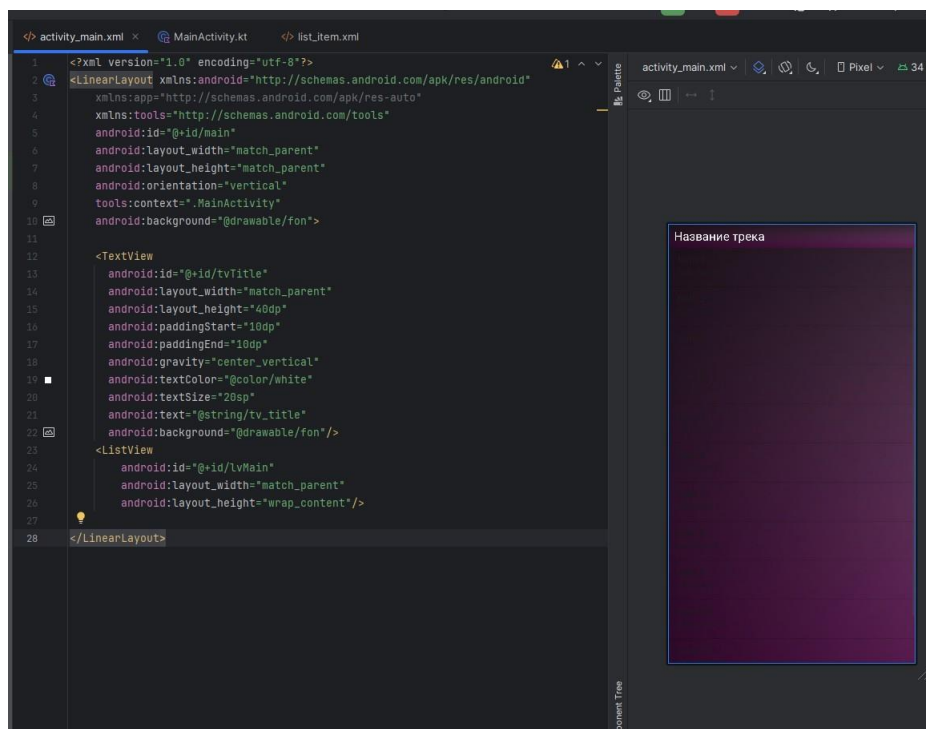 activity_main.xml × MainActivity.kt list_item.xml
1 <?xml version="1.0" encoding="utf-8"?>
2 <LinearLayout xmlns:android="http://schemas.android.com/apk/res/android"
3 xmlns:app="http://schemas.android.com/apk/res-auto"
4 xmlns:tools="http://schemas.android.com/tools"
5 android:id="@+id/main"
6 android:layout_width="match_parent"
7 android:layout_height="match_parent"
8 android:orientation="vertical"
9 tools:context=".MainActivity"
10 android:background="@drawable/fon">
11
12 <TextView
13 android:id="@+id/tvTitle"
14 android:layout_width="match_parent"
15 android:layout_height="40dp"
16 android:paddingStart="10dp"
17 android:paddingEnd="10dp"
18 android:gravity="center_vertical"
19 android:textColor="@color/white"
20 android:textSize="20sp"
21 android:text="@string/tv_title"
22 android:background="@drawable/fon"/>
23 <ListView
24 android:id="@+id/lvMain"
25 android:layout_width="match_parent"
26 android:layout_height="wrap_content"/>
27
28 </LinearLayout>
1
Palette
activity_main.xml Pixel 34
Название трека
Tree